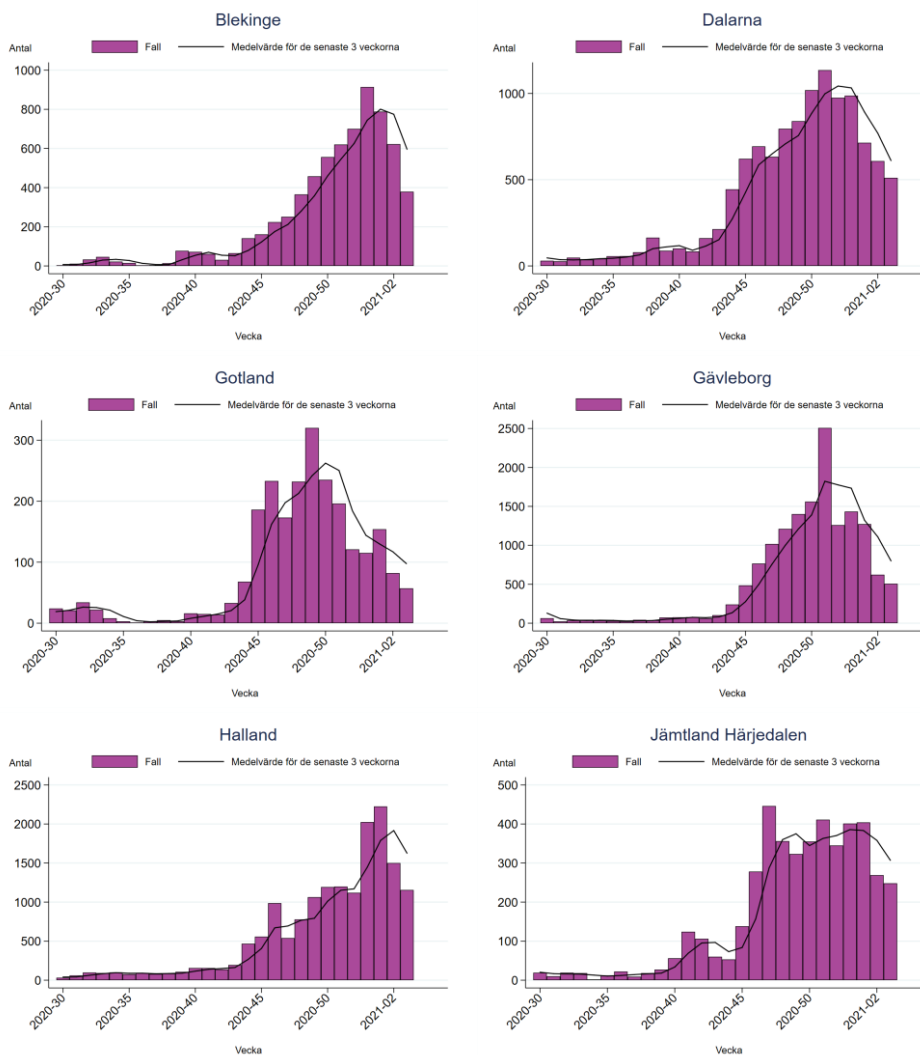 Blekinge
Antal
Fall
Medelvärde för de senaste 3 veckorna
1000
800
600
400
200
0
2020-30
2020-35
2020-40
2020-45
2020-50
2021-02
Vecka
Dalarna
Antal
Fall
Medelvärde för de senaste 3 veckorna
1000
500
0
2020-30
2020-35
2020-40
2020-45
2020-50
2021-02
Vecka
Gotland
Antal
Fall
Medelvärde för de senaste 3 veckorna
300
200
100
0
2020-30
2020-35
2020-40
2020-45
2020-50
2021-02
Vecka
Gävleborg
Antal
Fall
Medelvärde för de senaste 3 veckorna
2500
2000
1500
1000
500
0
2020-30
2020-35
2020-40
2020-45
2020-50
2021-02
Vecka
Halland
Antal
Fall
Medelvärde för de senaste 3 veckorna
2500
2000
1500
1000
500
0
2020-30
2020-35
2020-40
2020-45
2020-50
2021-02
Vecka
Jämtland Härjedalen
Antal
Fall
Medelvärde för de senaste 3 veckorna
500
400
300
200
100
0
2020-30
2020-35
2020-40
2020-45
2020-50
2021-02
Vecka